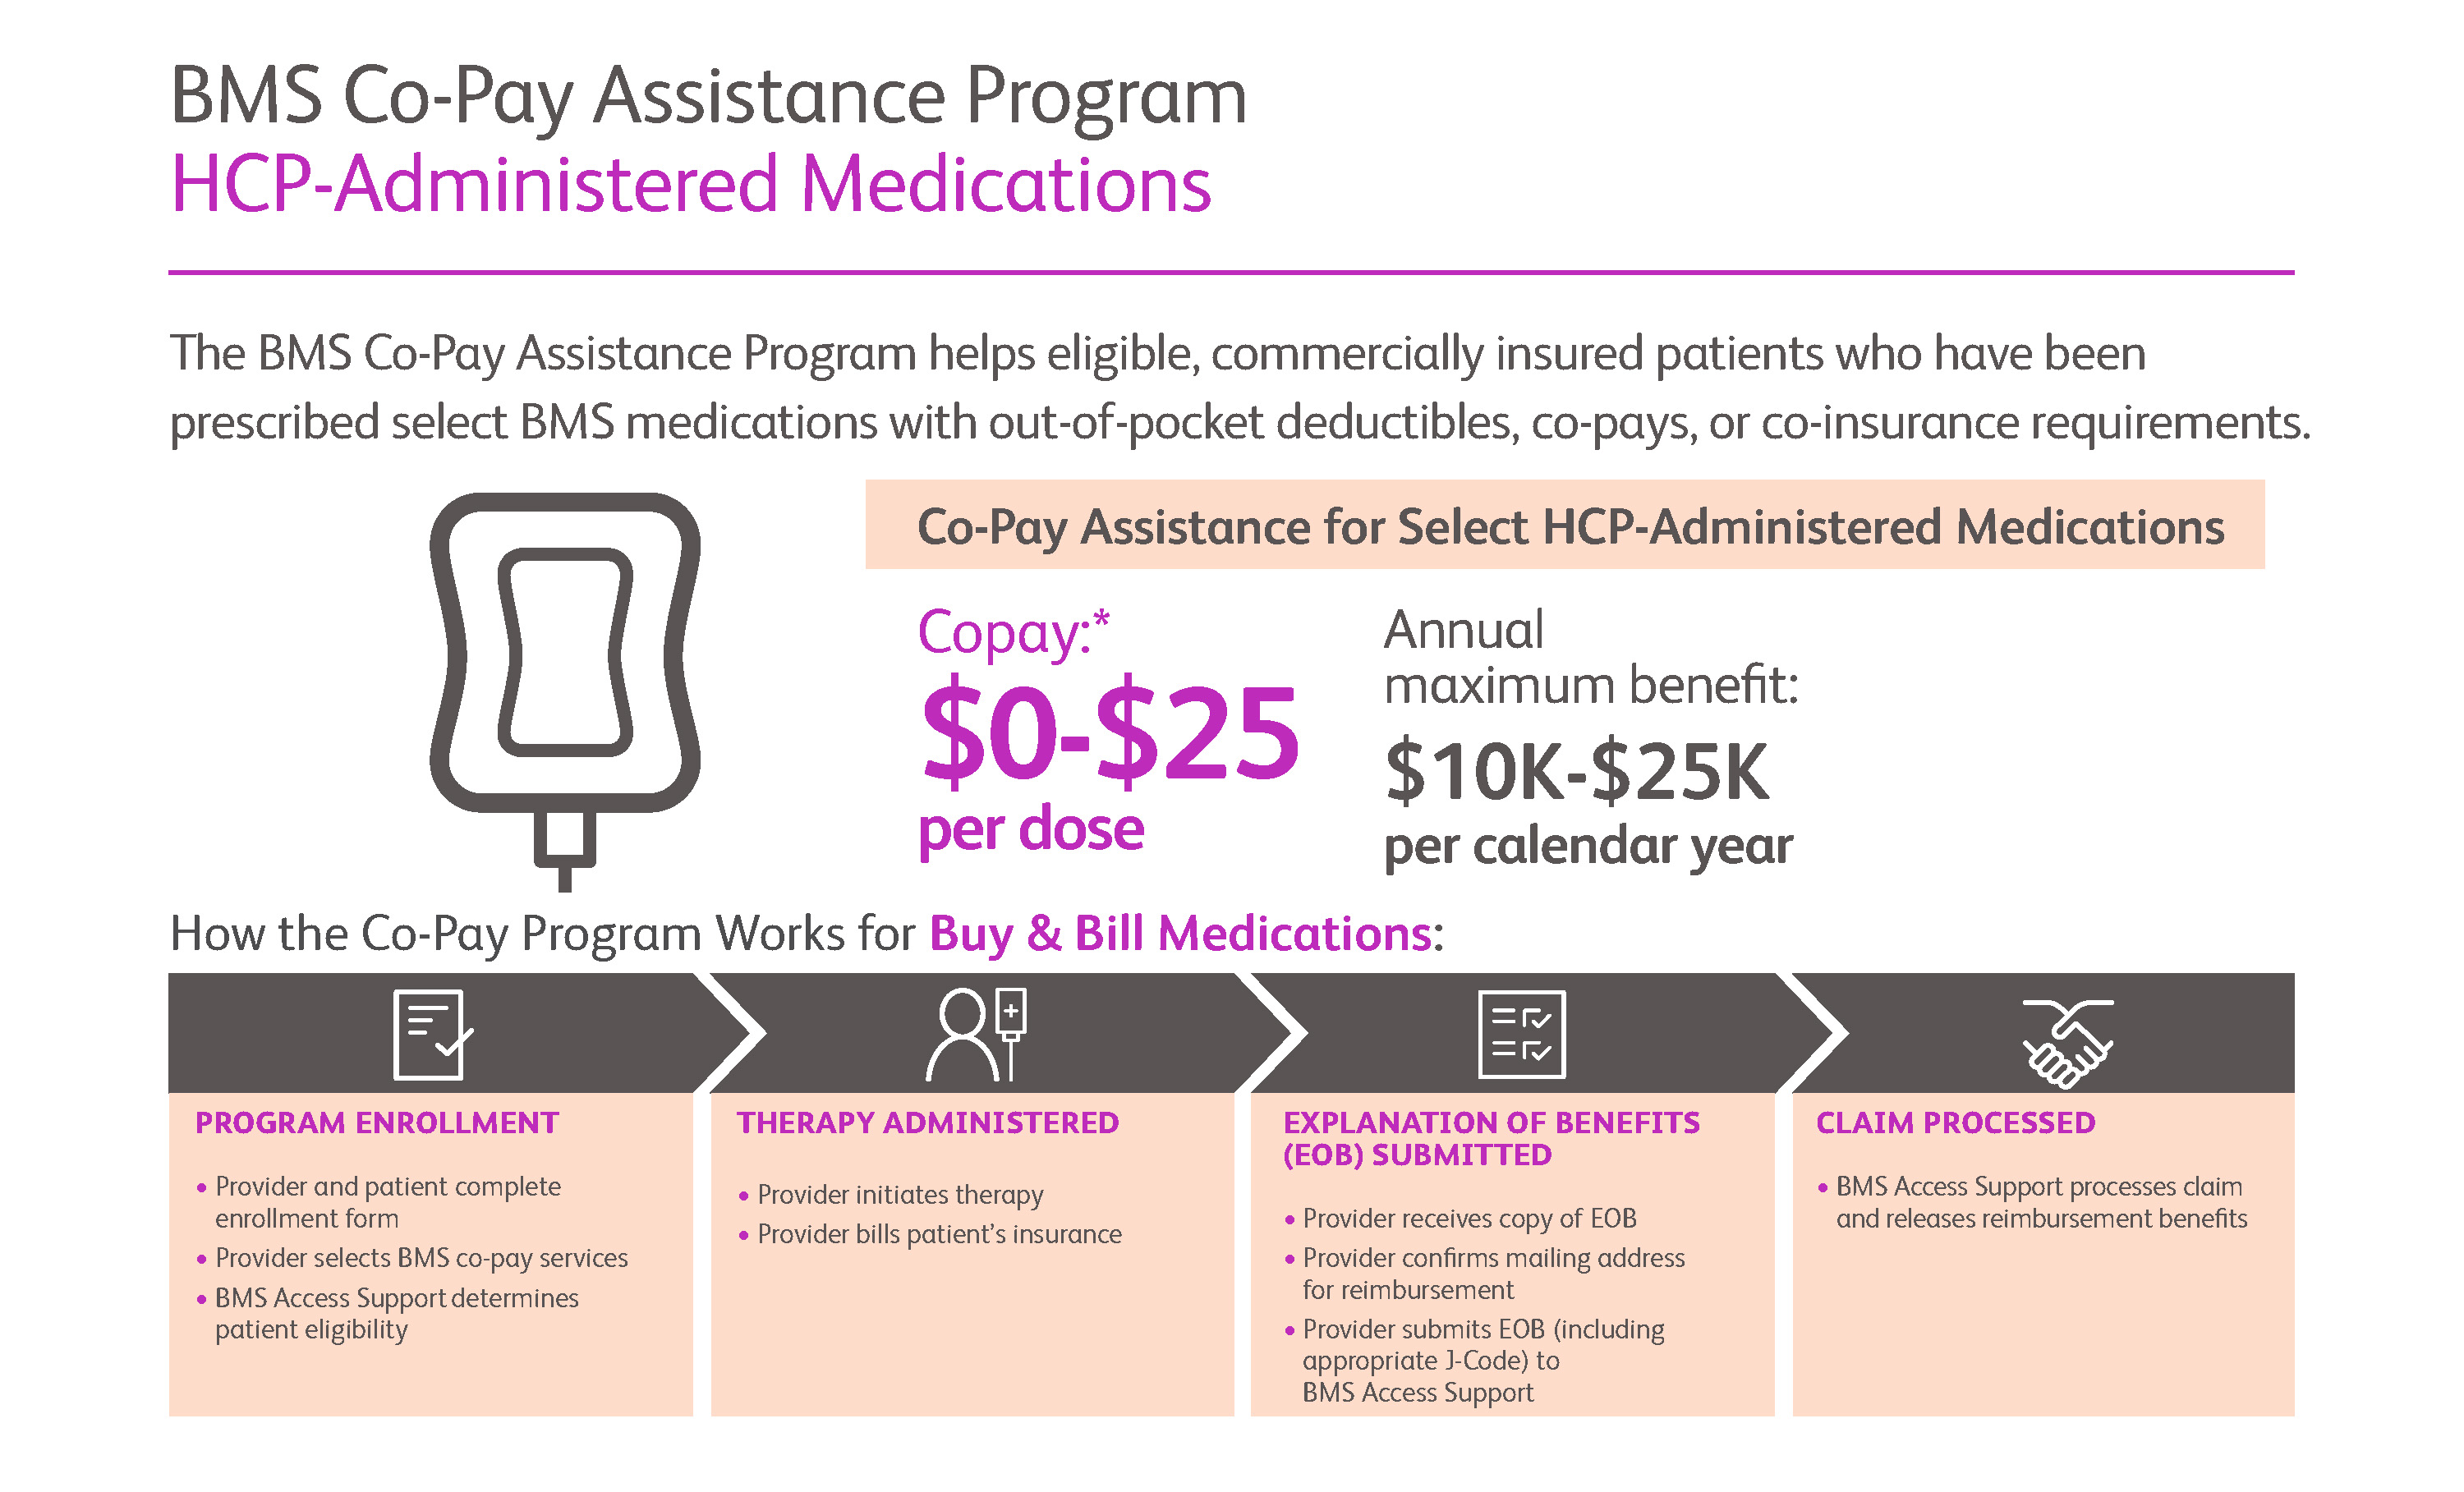 BMS Co-Pay Assistance Program
HCP-Administered Medications
The BMS Co-Pay Assistance Program helps eligible, commercially insured patients who have been
prescribed select BMS medications with out-of-pocket deductibles, co-pays, or co-insurance requirements.
Co-Pay Assistance for Select HCP-Administered Medications
Copay:*
$0-$25
per dose
Annual
maximum benefit:
$10K-$25K
per calendar year
How the Co-Pay Program Works for Buy & Bill Medications:
PROGRAM ENROLLMENT
• Provider and patient complete
enrollment form
• Provider selects BMS co-pay services
• BMS Access Support determines
patient eligibility
THERAPY ADMINISTERED
• Provider initiates therapy
• Provider bills patient’s insurance
EXPLANATION OF BENEFITS
(EOB) SUBMITTED
• Provider receives copy of EOB
• Provider confirms mailing address
for reimbursement
• Provider submits EOB (including
appropriate J-Code) to
BMS Access Support
CLAIM PROCESSED
• BMS Access Support processes claim
and releases reimbursement benefits